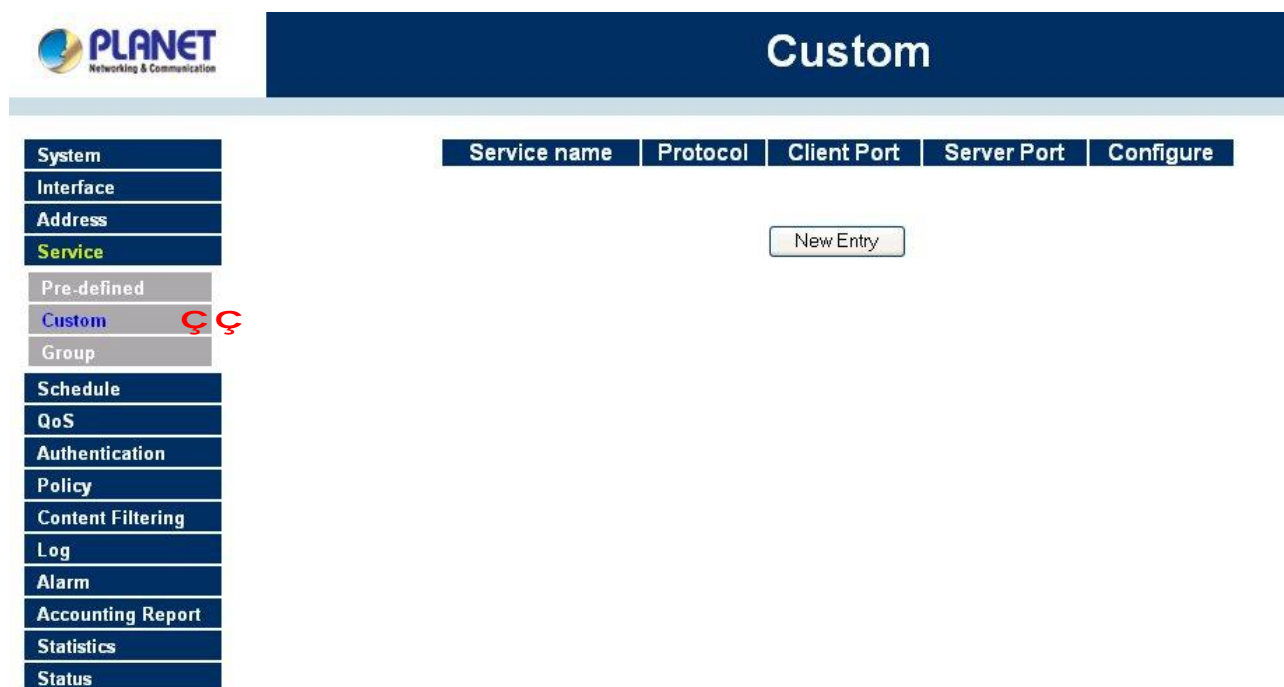 PLANET
Networking & Communication
Custom
System
Interface
Address
Service
Pre-defined
Custom Ç Ç
Group
Schedule
QoS
Authentication
Policy
Content Filtering
Log
Alarm
Accounting Report
Statistics
Status
Service name Protocol Client Port Server Port Configure
New Entry